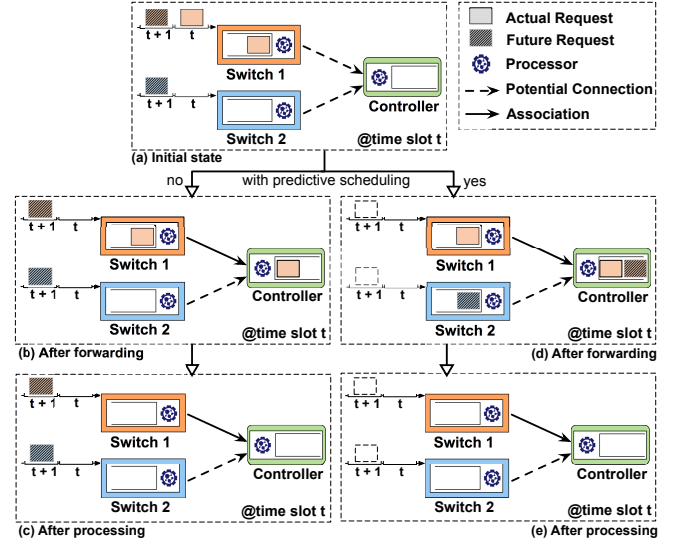 t + 1 t
Switch 1
t + 1 t
Switch 2
Controller
@time slot t
(a) Initial state
Actual Request
Future Request
Processor
Potential Connection
Association
no with predictive scheduling yes
t + 1 t
Switch 1
t + 1 t
Switch 2
Controller
@time slot t
(b) After forwarding
t + 1 t
Switch 1
t + 1 t
Switch 2
Controller
@time slot t
(d) After forwarding
t + 1 t
Switch 1
t + 1 t
Switch 2
Controller
@time slot t
(c) After processing
t + 1 t
Switch 1
t + 1 t
Switch 2
Controller
@time slot t
(e) After processing